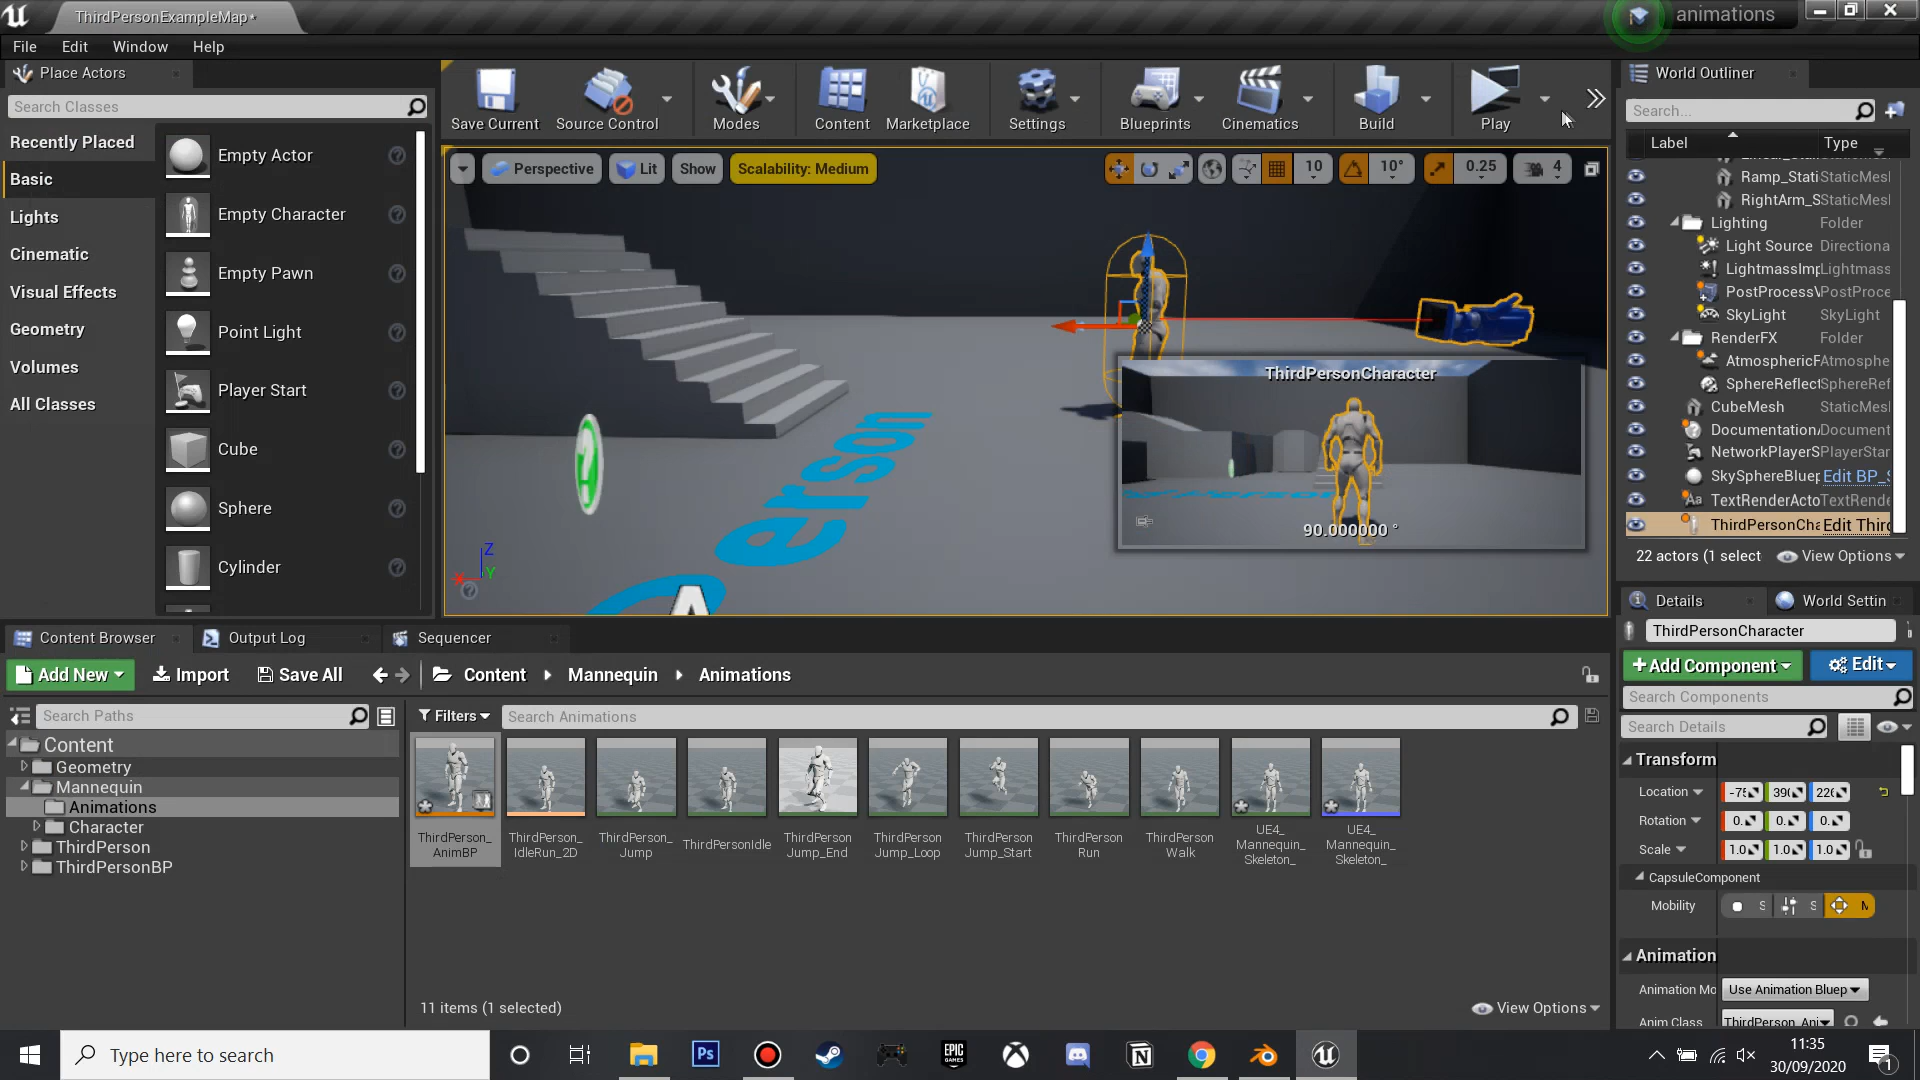 ThirdPersonExampleMap*
animations
File Edit Window Help
Place Actors
Search Classes
Recently Placed
Basic
Lights
Cinematic
Visual Effects
Geometry
Volumes
All Classes
Empty Actor
Empty Character
Empty Pawn
Point Light
Player Start
Cube
Sphere
Cylinder
Save Current Source Control Modes Content Marketplace Settings Blueprints Cinematics Build Play
Perspective Lit Show Scalability: Medium 10 10° 0.25 4
erson
ThirdPersonCharacter
90.000000 °
Z
Y
World Outliner
Search...
Label Type
Ramp_Stati StaticMesl
RightArm_S StaticMesl
Lighting Folder
Light Source Directiona
LightmassImp Lightmass
PostProcessV PostProce
SkyLight SkyLight
RenderFX Folder
AtmosphericF Atmosphe
SphereReflect SphereRef
CubeMesh StaticMesl
Documentation Document
NetworkPlayerS PlayerStar
SkySphereBluep Edit BP_S
TextRenderActo TextRende
ThirdPersonCha Edit Third
22 actors (1 select View Options
Details World Settin
ThirdPersonCharacter
+Add Component Edit
Search Components
Search Details
Transform
Location
Rotation 0. 0. 0.
Scale 1.0 1.0 1.0
CapsuleComponent
Mobility S S M
Animation
Animation Mo Use Animation Bluep
Anim Class ThirdPerson_Ani
Content Browser Output Log Sequencer
Add New Import Save All Content Mannequin Animations
Search Paths
Filters Search Animations
Content
Geometry
Mannequin
Animations
Character
ThirdPerson
ThirdPersonBP
ThirdPerson_
AnimBP
ThirdPerson_
IdleRun_2D
ThirdPerson_
Jump
ThirdPersonIdle
ThirdPerson
Jump_End
ThirdPerson
Jump_Loop
ThirdPerson
Jump_Start
ThirdPerson
Run
ThirdPerson
Walk
UE4_
Mannequin_
Skeleton_
UE4_
Mannequin_
Skeleton_
11 items (1 selected) View Options
Type here to search
Ps
EPIC
GAMES
11:35
30/09/2020
1